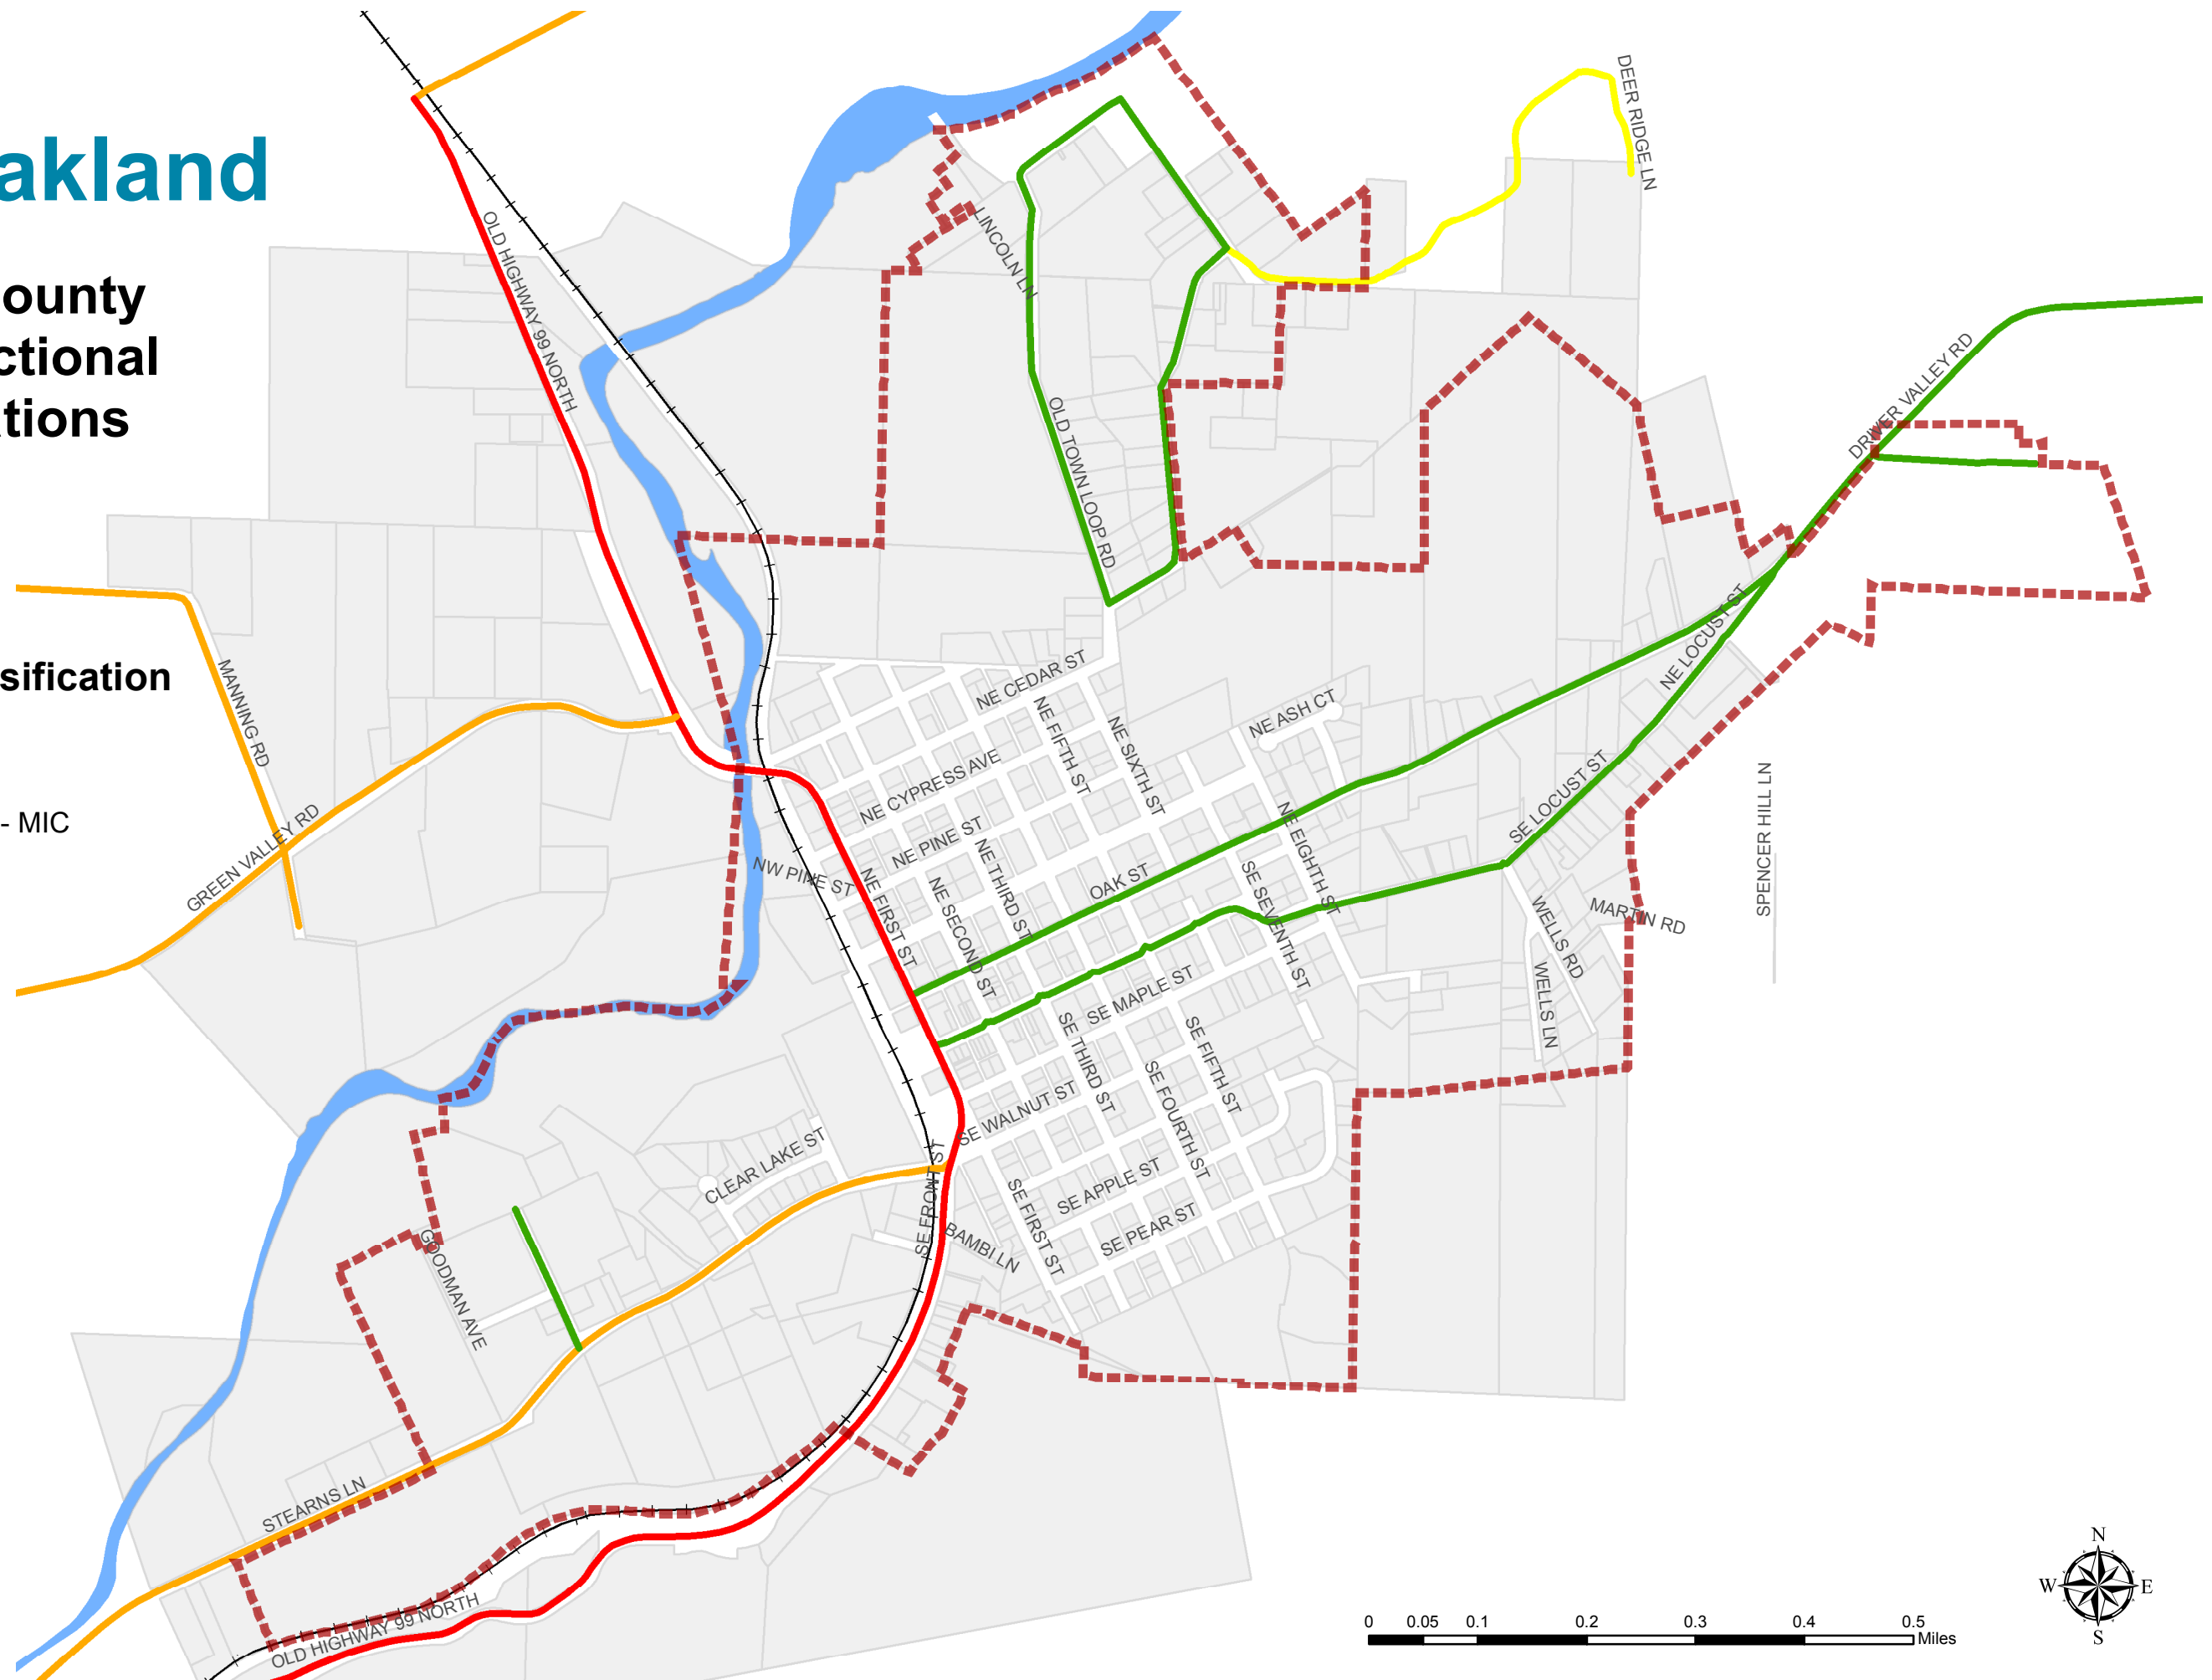 akland
ounty
ctional
ations
sification
- MIC
OLD HIGHWAY 99 NORTH
LINCOLN LN
DEER RIDGE LN
OLD TOWN LOOP RD
DRIVER VALLEY RD
MANNING RD
GREEN VALLEY RD
NE CEDAR ST
NE FIFTH ST
NE SIXTH ST
NE ASH CT
NE LOCUST ST
NE CYPRESS AVE
NE PINE ST
NW PINE ST
NE FIRST ST
NE SECOND ST
NE THIRD ST
OAK ST
NE EIGHTH ST
SE SEVENTH ST
SE LOCUST ST
SPENCER HILL LN
WELLS RD
MARTIN RD
WELLS LN
SE MAPLE ST
SE THIRD ST
SE FIFTH ST
SE FOURTH ST
SE WALNUT ST
CLEAR LAKE ST
SE FRONT ST
SE FIRST ST
SE APPLE ST
SE PEAR ST
BAMBI LN
GOODMAN AVE
STEARNS LN
OLD HIGHWAY 99 NORTH
0 0.05 0.1 0.2 0.3 0.4 0.5
Miles
N
W E
S